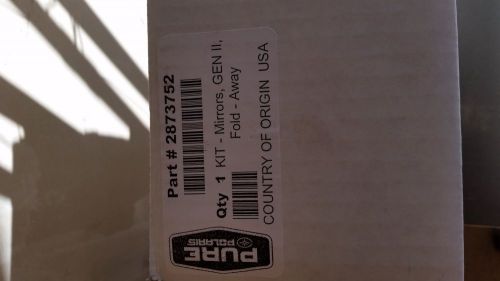 Part # 2873752
Qty 1 KIT - Mirrors, GEN II,
Fold - Away
COUNTRY OF ORIGIN USA
PURE
POLARIS